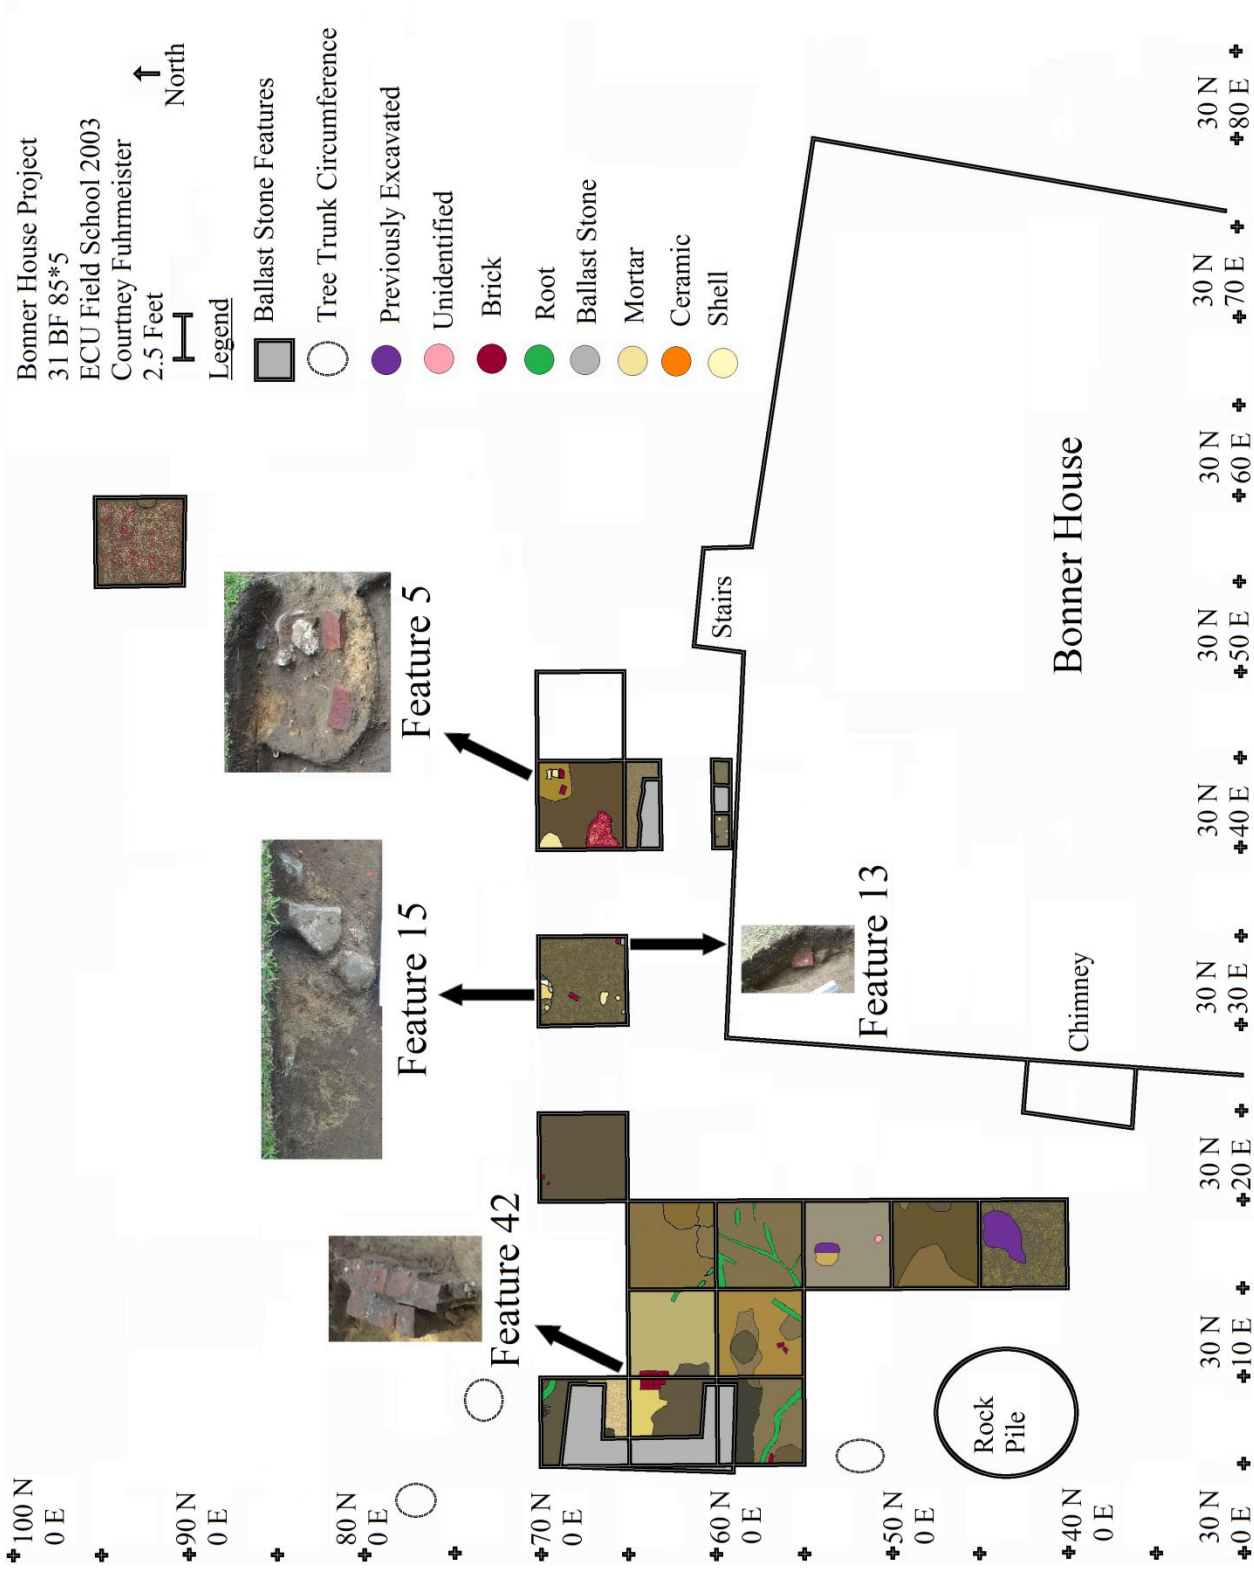 Bonner House Project
31 BF 85*5
ECU Field School 2003
Courtney Fuhrmeister
2.5 Feet
North
Legend
Ballast Stone Features
Tree Trunk Circumference
Previously Excavated
Unidentified
Brick
Root
Ballast Stone
Mortar
Ceramic
Shell
Feature 5
Feature 15
Feature 42
Feature 13
Stairs
Bonner House
Chimney
Rock
Pile
100 N
0 E
90 N
0 E
80 N
0 E
70 N
0 E
60 N
0 E
50 N
0 E
40 N
0 E
30 N
0 E
30 N
10 E
30 N
20 E
30 N
30 E
30 N
40 E
30 N
50 E
30 N
60 E
30 N
70 E
30 N
80 E